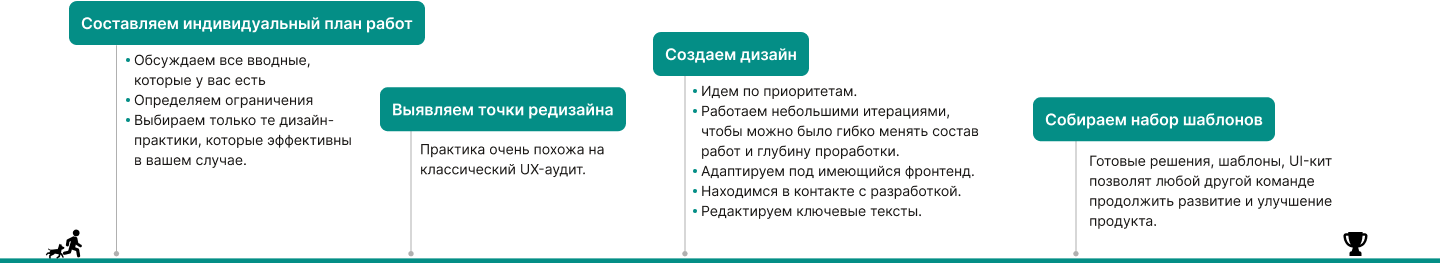 Составляем индивидуальный план работ
• Обсуждаем все вводные,
которые у вас есть
• Определяем ограничения
• Выбираем только те дизайн-
практики, которые эффективны
в вашем случае.
Выявляем точки редизайна
Практика очень похожа на
классический UX-аудит.
Создаем дизайн
• Идем по приоритетам.
• Работаем небольшими итерациями,
чтобы можно было гибко менять состав
работ и глубину проработки.
• Адаптируем под имеющийся фронтенд.
• Находимся в контакте с разработкой.
• Редактируем ключевые тексты.
Собираем набор шаблонов
Готовые решения, шаблоны, UI-кит
позволят любой другой команде
продолжить развитие и улучшение
продукта.